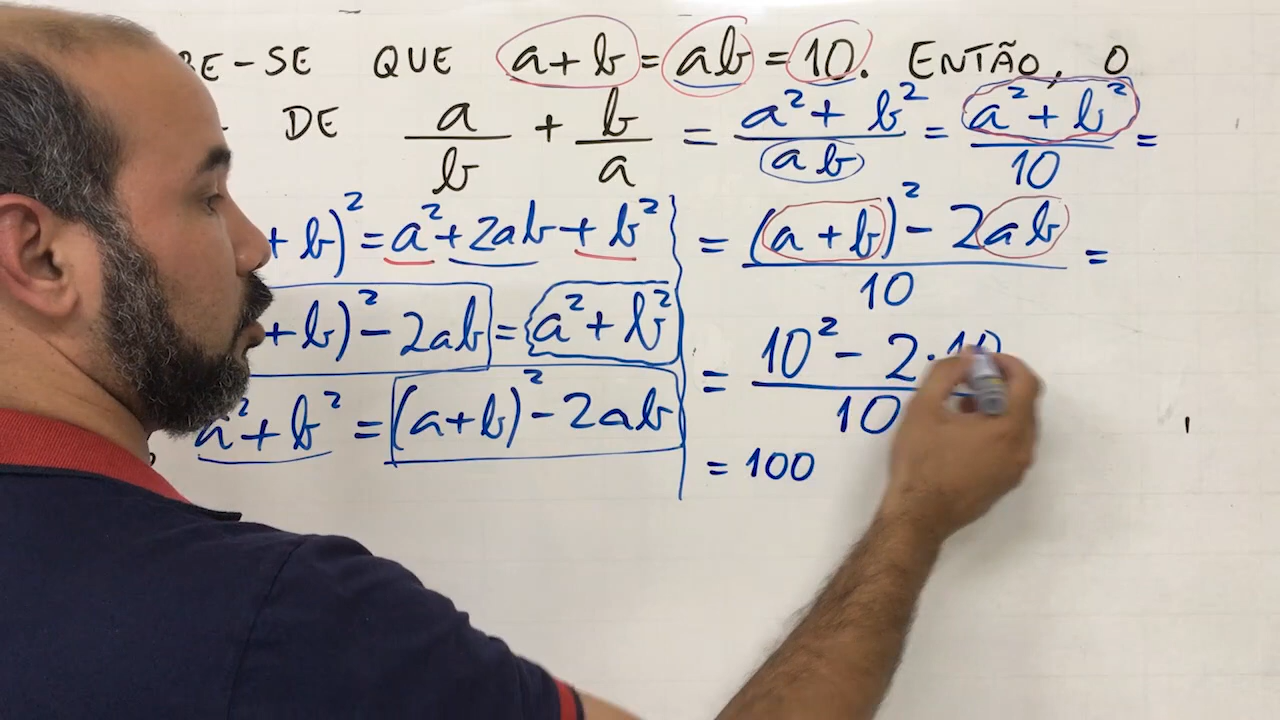 BE-SE QUE a+b = ab = 10. ENTÃO, O
DE a/b + b/a = (a² + b²)/(ab) = (a² + b²)/10 =
+ b)² = a² + 2ab + b²
= ((a + b)² - 2ab)/10 =
+ b)² - 2ab = a² + b²
= (10² - 2·10)/10
a² + b² = (a+b)² - 2ab
= 100